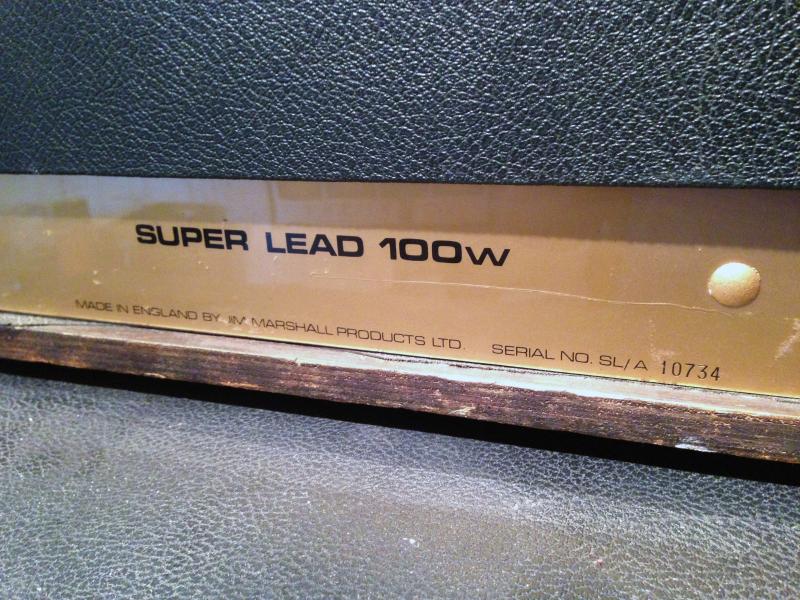 SUPER LEAD 100W
MADE IN ENGLAND BY JIM MARSHALL PRODUCTS LTD. SERIAL NO. SL/A 10734